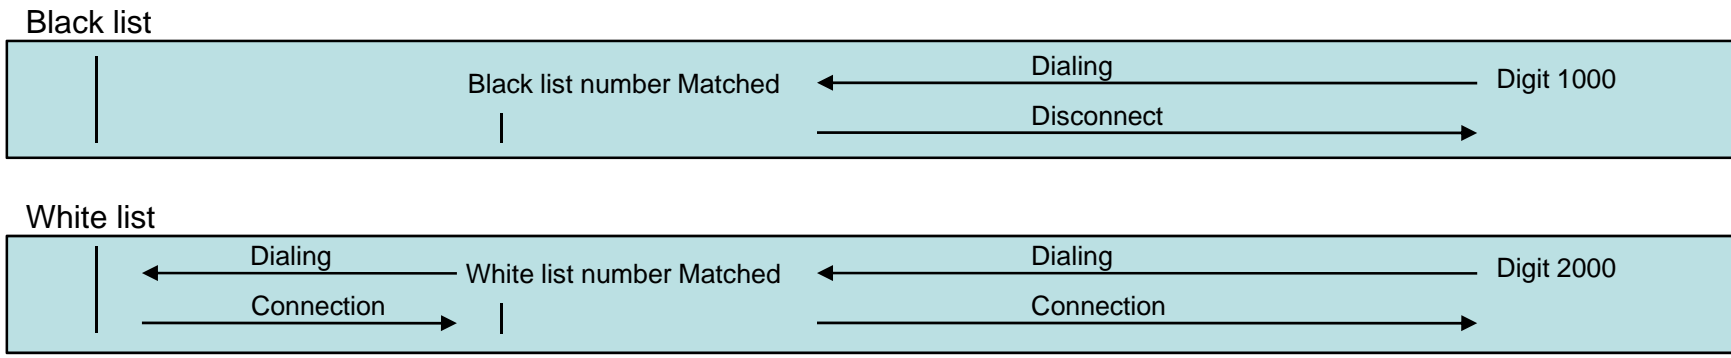 Black list
Dialing
Black list number Matched
Digit 1000
Disconnect
White list
Dialing
Dialing
White list number Matched
Digit 2000
Connection
Connection